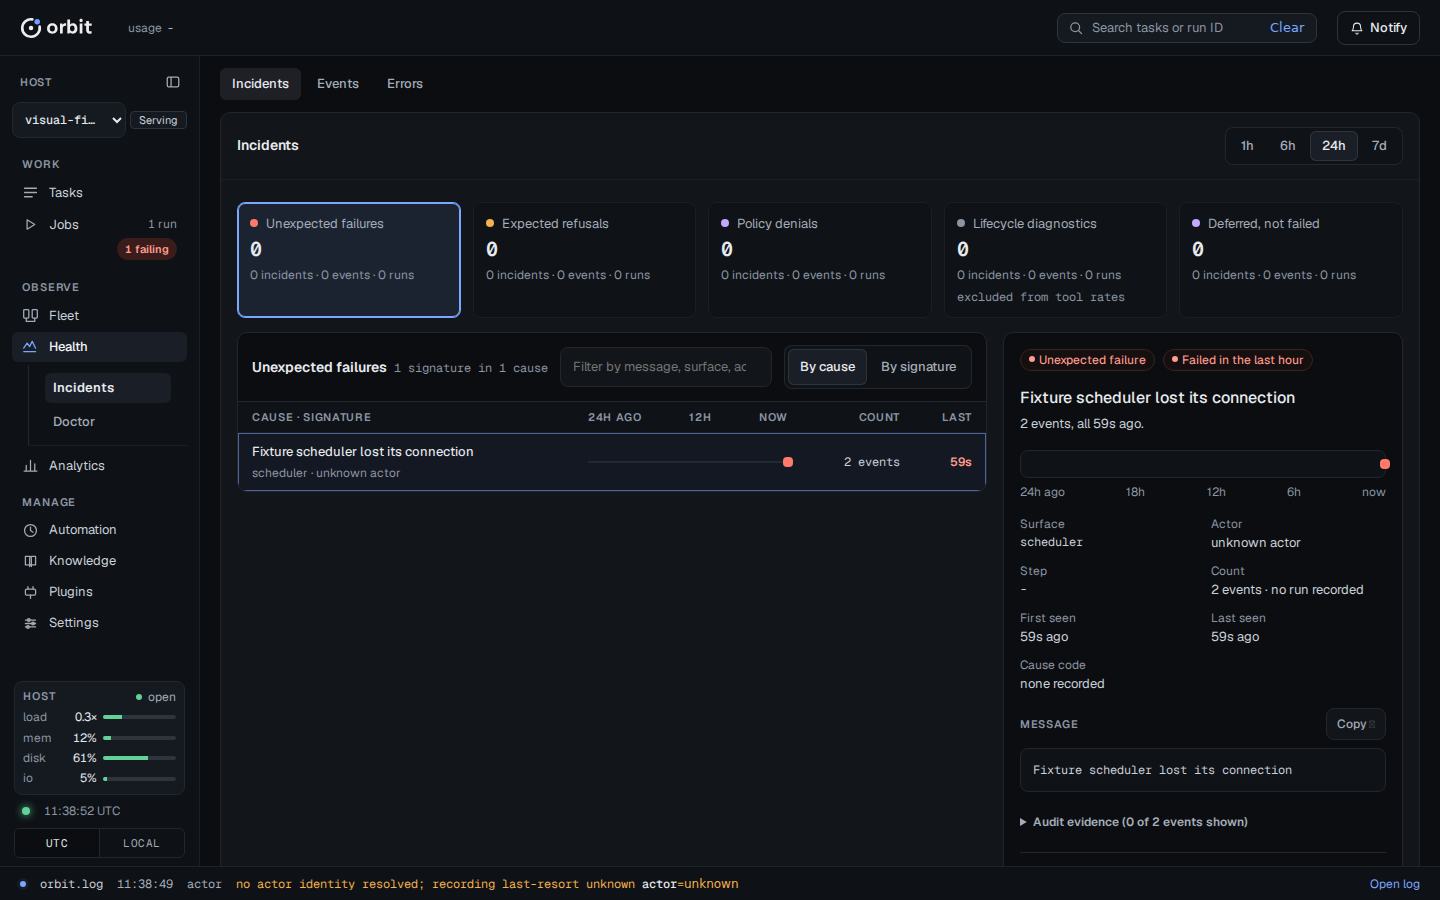 orbit
usage -
Search tasks or run ID
Clear
Notify
HOST
visual-fi…
Serving
WORK
Tasks
Jobs
1 run
1 failing
OBSERVE
Fleet
Health
Incidents
Doctor
Analytics
MANAGE
Automation
Knowledge
Plugins
Settings
HOST
open
load 0.3×
mem 12%
disk 61%
io 5%
11:38:52 UTC
UTC
LOCAL
Incidents
Events
Errors
Incidents
1h
6h
24h
7d
Unexpected failures
0
0 incidents · 0 events · 0 runs
Expected refusals
0
0 incidents · 0 events · 0 runs
Policy denials
0
0 incidents · 0 events · 0 runs
Lifecycle diagnostics
0
0 incidents · 0 events · 0 runs
excluded from tool rates
Deferred, not failed
0
0 incidents · 0 events · 0 runs
Unexpected failures 1 signature in 1 cause
Filter by message, surface, ac
By cause
By signature
CAUSE · SIGNATURE
24H AGO
12H
NOW
COUNT
LAST
Fixture scheduler lost its connection
scheduler · unknown actor
2 events
59s
Unexpected failure
Failed in the last hour
Fixture scheduler lost its connection
2 events, all 59s ago.
24h ago
18h
12h
6h
now
Surface
scheduler
Actor
unknown actor
Step
-
Count
2 events · no run recorded
First seen
59s ago
Last seen
59s ago
Cause code
none recorded
MESSAGE
Copy
Fixture scheduler lost its connection
Audit evidence (0 of 2 events shown)
orbit.log 11:38:49 actor no actor identity resolved; recording last-resort unknown actor=unknown
Open log